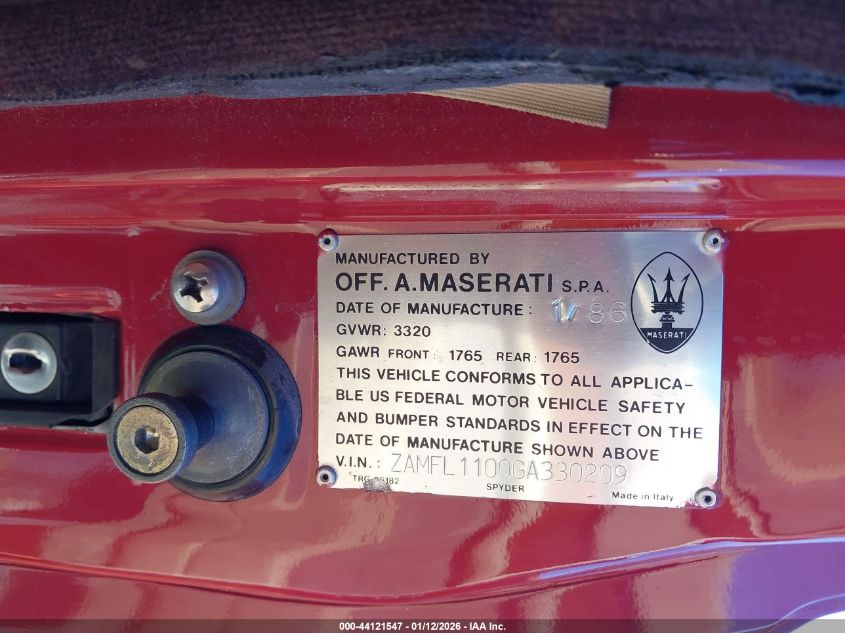 MANUFACTURED BY
OFF. A.MASERATI S.P.A.
DATE OF MANUFACTURE: 1/86
GVWR: 3320
GAWR FRONT: 1765 REAR: 1765
THIS VEHICLE CONFORMS TO ALL APPLICA-
BLE US FEDERAL MOTOR VEHICLE SAFETY
AND BUMPER STANDARDS IN EFFECT ON THE
DATE OF MANUFACTURE SHOWN ABOVE
V.I.N.: ZAMFL1100GA330209
SPYDER
Made in Italy
MASERATI
000-44121547 - 01/12/2026 - IAA Inc.